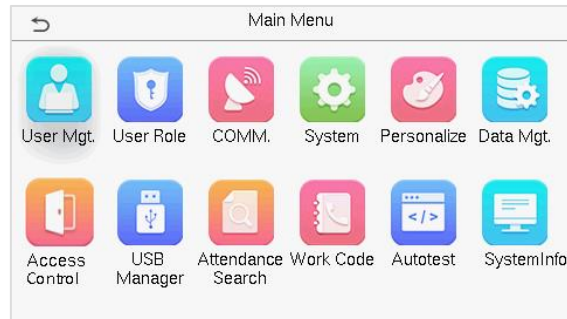 Main Menu
User Mgt.
User Role
COMM.
System
Personalize
Data Mgt.
Access
Control
USB
Manager
Attendance
Search
Work Code
Autotest
SystemInfo